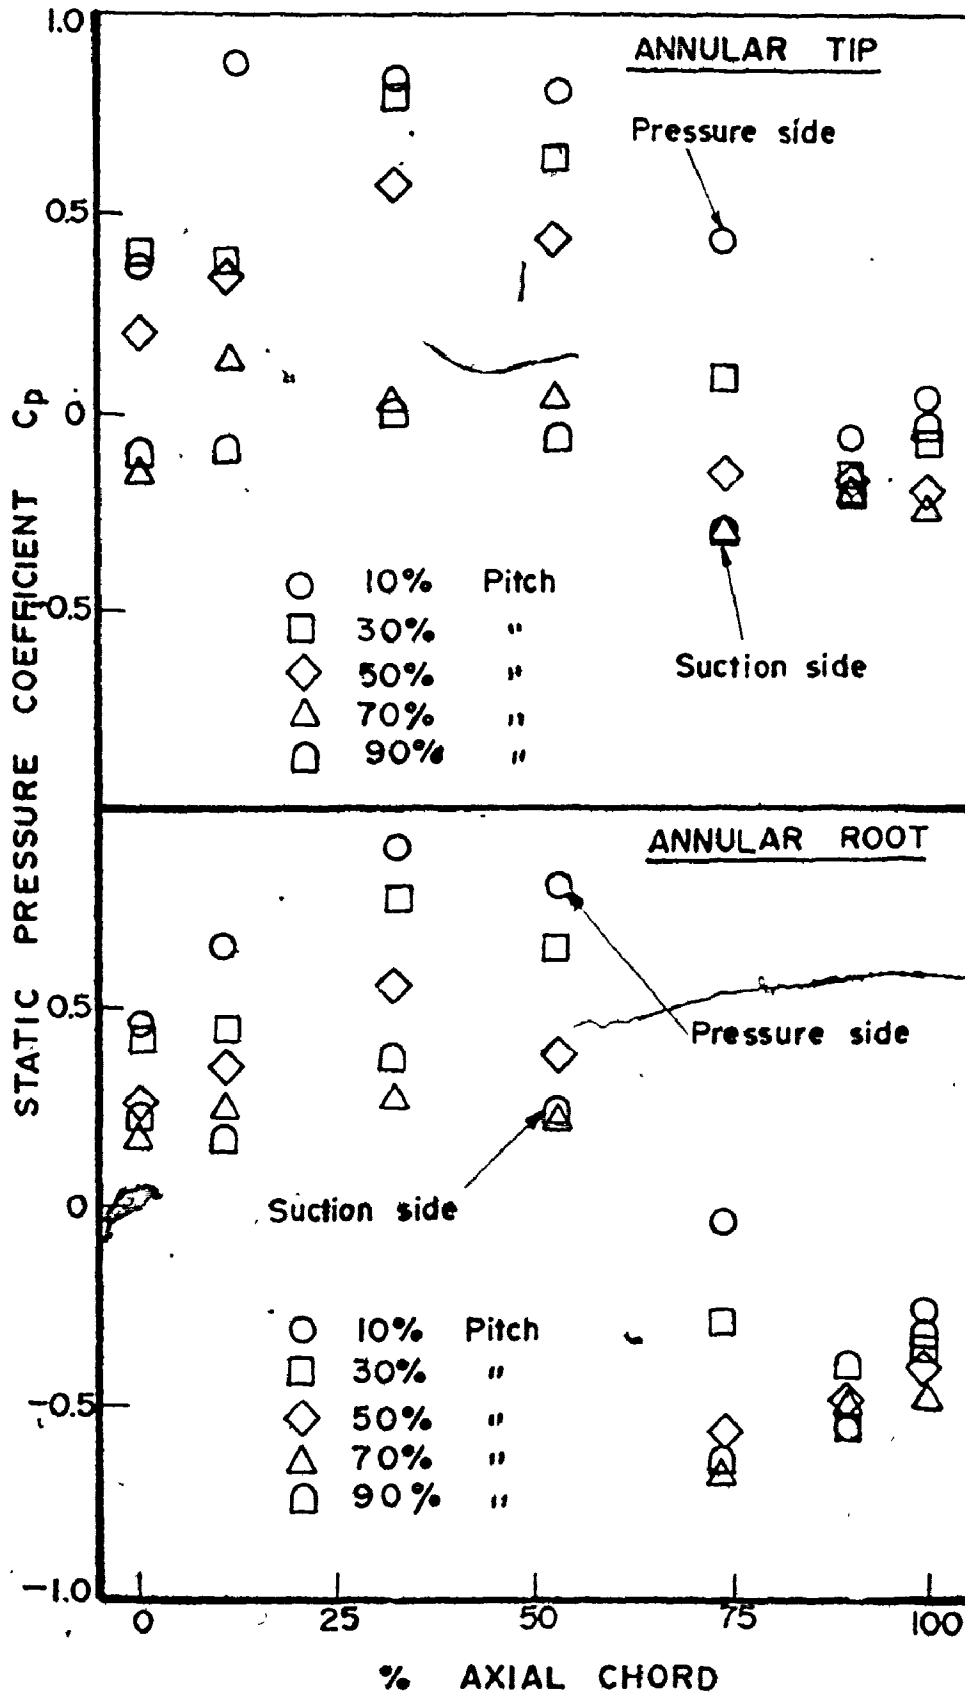 1.0
ANNULAR TIP
Pressure side
0.5
0
-0.5
10% Pitch
30% "
50% "
70% "
90% "
Suction side
STATIC PRESSURE COEFFICIENT Cp
ANNULAR ROOT
0.5
Pressure side
0
Suction side
10% Pitch
30% "
50% "
70% "
90% "
-0.5
-1.0
0 25 50 75 100
% AXIAL CHORD